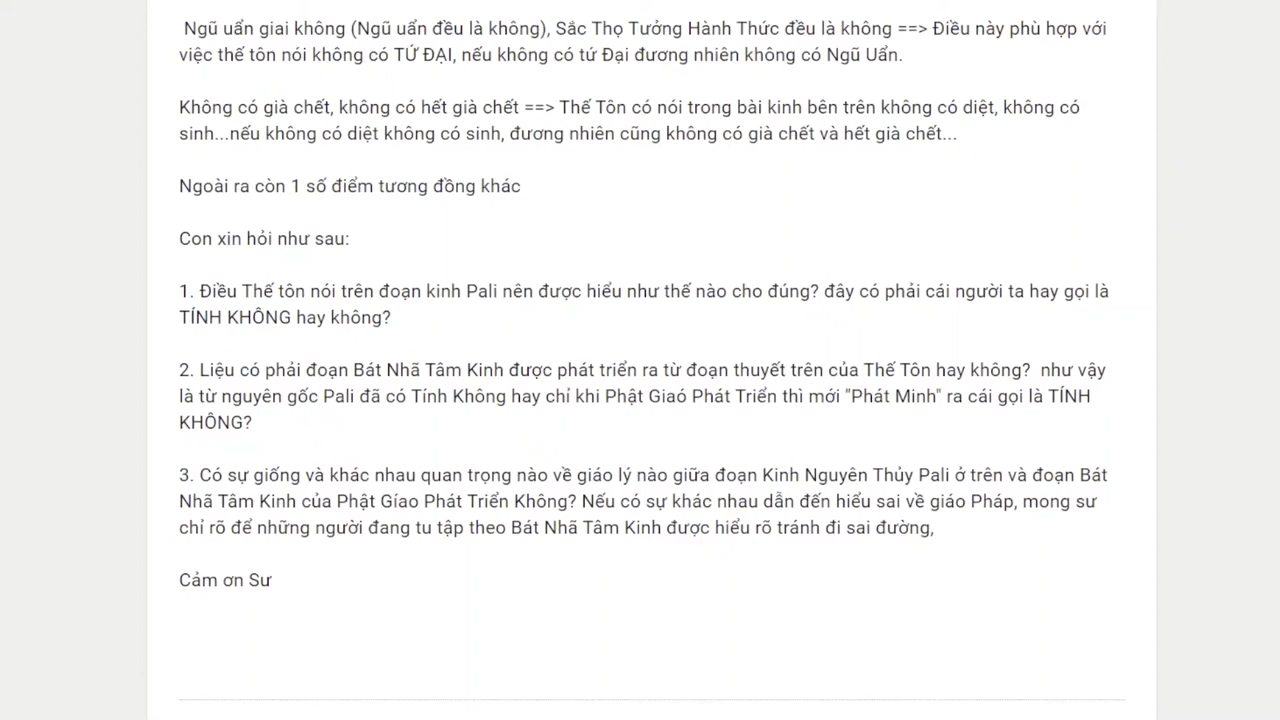 Ngũ uẩn giai không (Ngũ uẩn đều là không), Sắc Thọ Tưởng Hành Thức đều là không ==> Điều này phù hợp với
việc thế tôn nói không có TỨ ĐẠI, nếu không có tứ Đại đương nhiên không có Ngũ Uẩn.
Không có già chết, không có hết già chết ==> Thế Tôn có nói trong bài kinh bên trên không có diệt, không có
sinh...nếu không có diệt không có sinh, đương nhiên cũng không có già chết và hết già chết...
Ngoài ra còn 1 số điểm tương đồng khác
Con xin hỏi như sau:
1. Điều Thế tôn nói trên đoạn kinh Pali nên được hiểu như thế nào cho đúng? đây có phải cái người ta hay gọi là
TÍNH KHÔNG hay không?
2. Liệu có phải đoạn Bát Nhã Tâm Kinh được phát triển ra từ đoạn thuyết trên của Thế Tôn hay không?  như vậy
là từ nguyên gốc Pali đã có Tính Không hay chỉ khi Phật Giaó Phát Triển thì mới "Phát Minh" ra cái gọi là TÍNH
KHÔNG?
3. Có sự giống và khác nhau quan trọng nào về giáo lý nào giữa đoạn Kinh Nguyên Thủy Pali ở trên và đoạn Bát
Nhã Tâm Kinh của Phật Gíao Phát Triển Không? Nếu có sự khác nhau dẫn đến hiểu sai về giáo Pháp, mong sư
chỉ rõ để những người đang tu tập theo Bát Nhã Tâm Kinh được hiểu rõ tránh đi sai đường,
Cảm ơn Sư